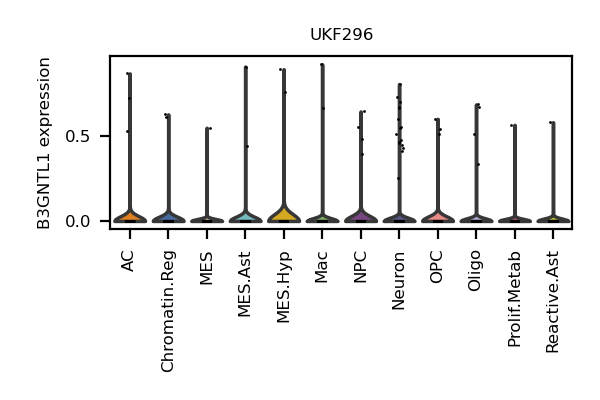 UKF296
B3GNTL1 expression
0.5
0.0
AC
Chromatin.Reg
MES
MES.Ast
MES.Hyp
Mac
NPC
Neuron
OPC
Oligo
Prolif.Metab
Reactive.Ast